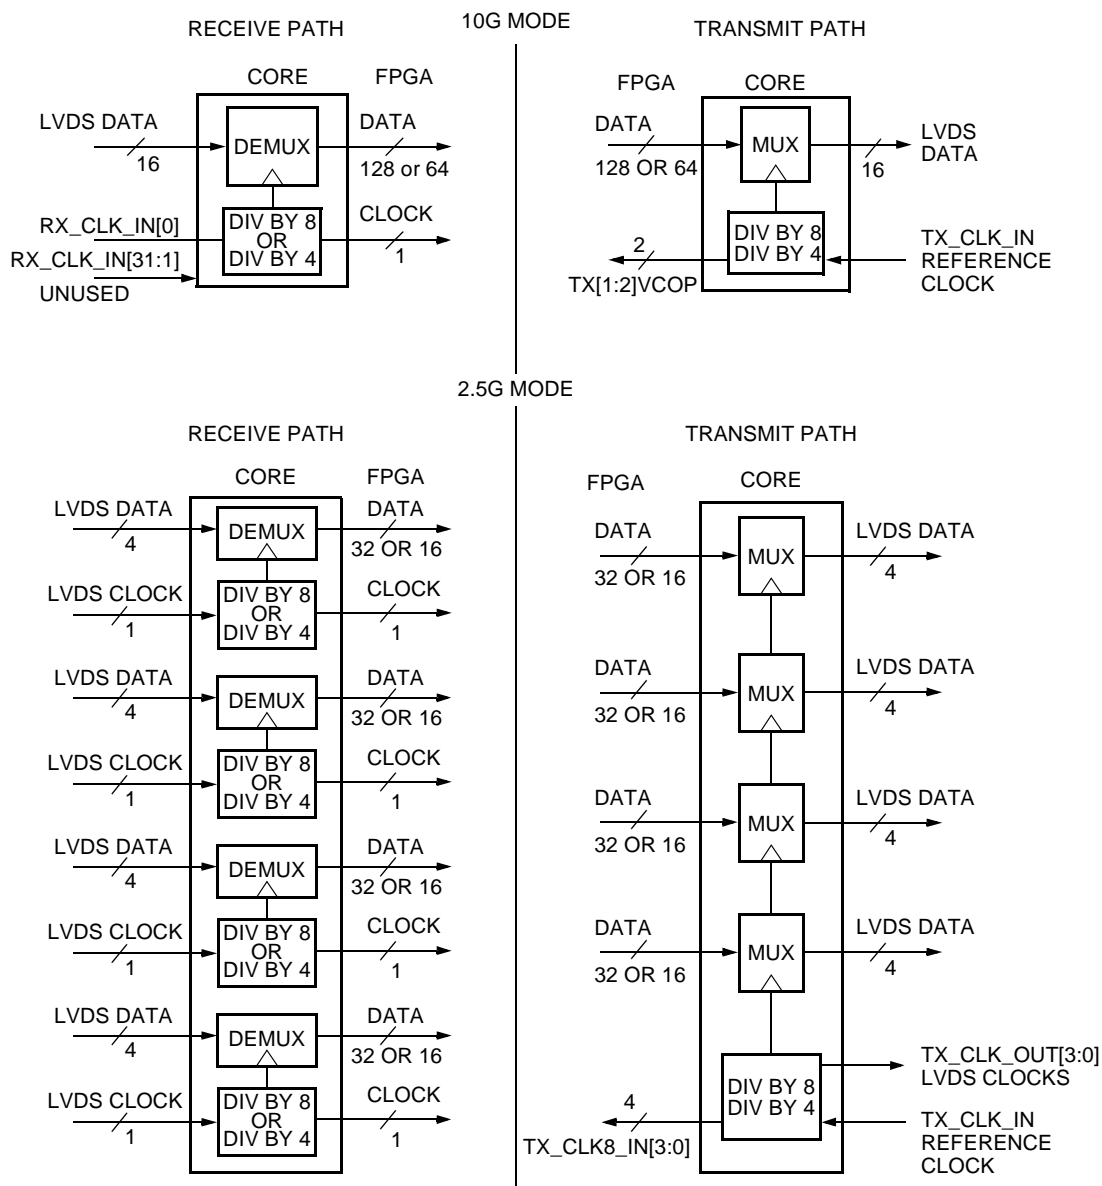 10G MODE
RECEIVE PATH
CORE
FPGA
LVDS DATA
16
DEMUX
DATA
128 or 64
RX_CLK_IN[0]
RX_CLK_IN[31:1]
UNUSED
DIV BY 8
OR
DIV BY 4
CLOCK
1
TRANSMIT PATH
FPGA
CORE
DATA
128 OR 64
MUX
16
LVDS
DATA
2
TX[1:2]VCOP
DIV BY 8
DIV BY 4
TX_CLK_IN
REFERENCE
CLOCK
2.5G MODE
RECEIVE PATH
CORE
FPGA
LVDS DATA
4
DEMUX
DATA
32 OR 16
LVDS CLOCK
1
DIV BY 8
OR
DIV BY 4
CLOCK
1
LVDS DATA
4
DEMUX
DATA
32 OR 16
LVDS CLOCK
1
DIV BY 8
OR
DIV BY 4
CLOCK
1
LVDS DATA
4
DEMUX
DATA
32 OR 16
LVDS CLOCK
1
DIV BY 8
OR
DIV BY 4
CLOCK
1
LVDS DATA
4
DEMUX
DATA
32 OR 16
LVDS CLOCK
1
DIV BY 8
OR
DIV BY 4
CLOCK
1
TRANSMIT PATH
FPGA
CORE
DATA
32 OR 16
MUX
LVDS DATA
4
DATA
32 OR 16
MUX
LVDS DATA
4
DATA
32 OR 16
MUX
LVDS DATA
4
DATA
32 OR 16
MUX
LVDS DATA
4
4
TX_CLK8_IN[3:0]
DIV BY 8
DIV BY 4
TX_CLK_OUT[3:0]
LVDS CLOCKS
TX_CLK_IN
REFERENCE
CLOCK